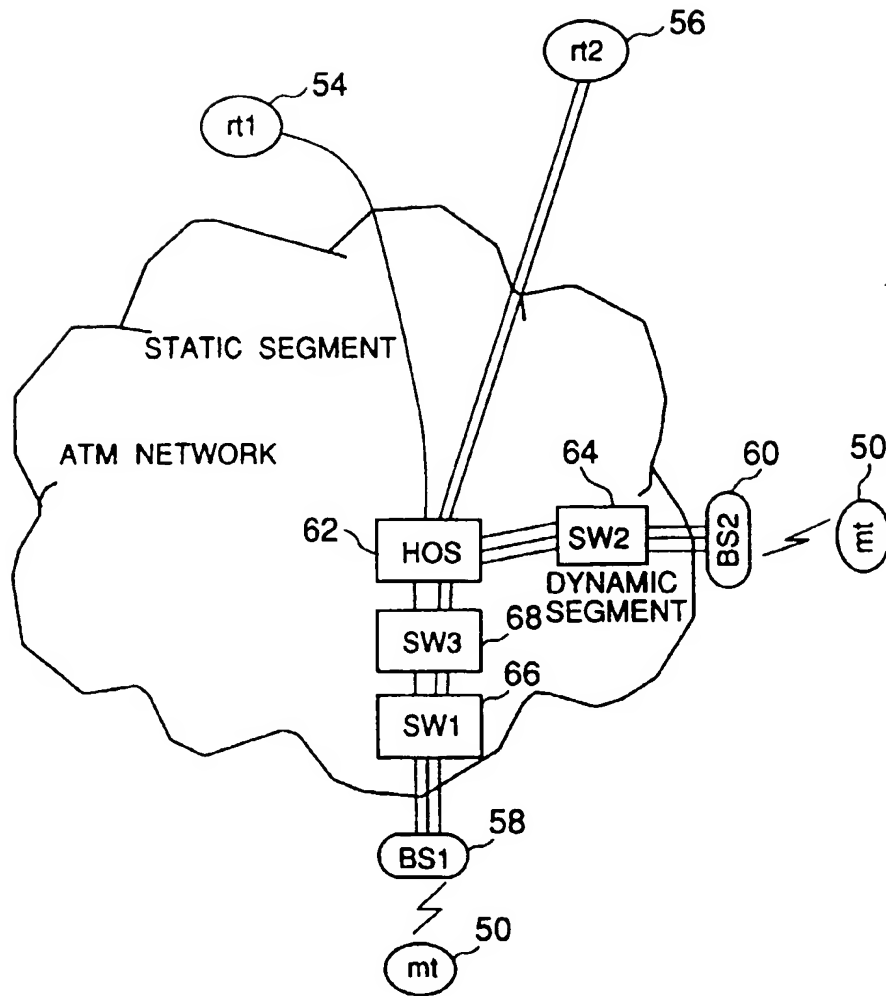 56
rt2
54
rt1
STATIC SEGMENT
ATM NETWORK
64
60
50
62
HOS
SW2
BS2
mt
DYNAMIC
SEGMENT
68
SW3
66
SW1
58
BS1
50
mt